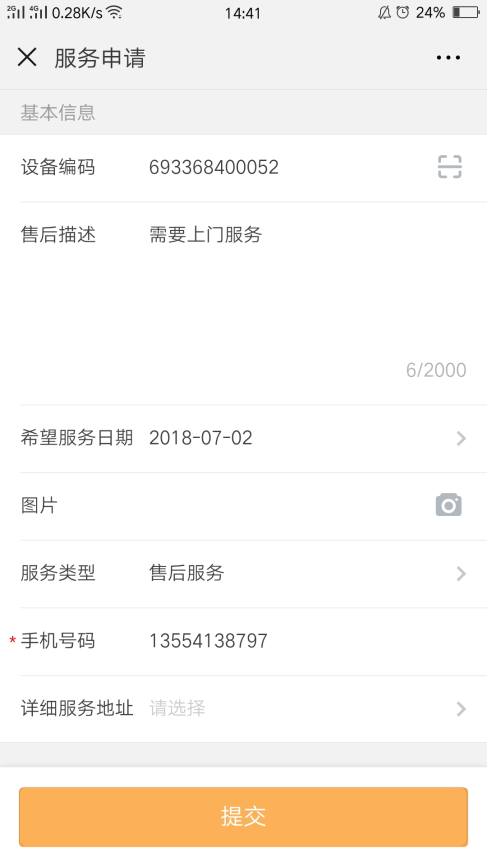 2G 4G 0.28K/s 14:41 24%
服务申请
基本信息
设备编码 693368400052
售后描述 需要上门服务
6/2000
希望服务日期 2018-07-02
图片
服务类型 售后服务
*手机号码 13554138797
详细服务地址 请选择
提交